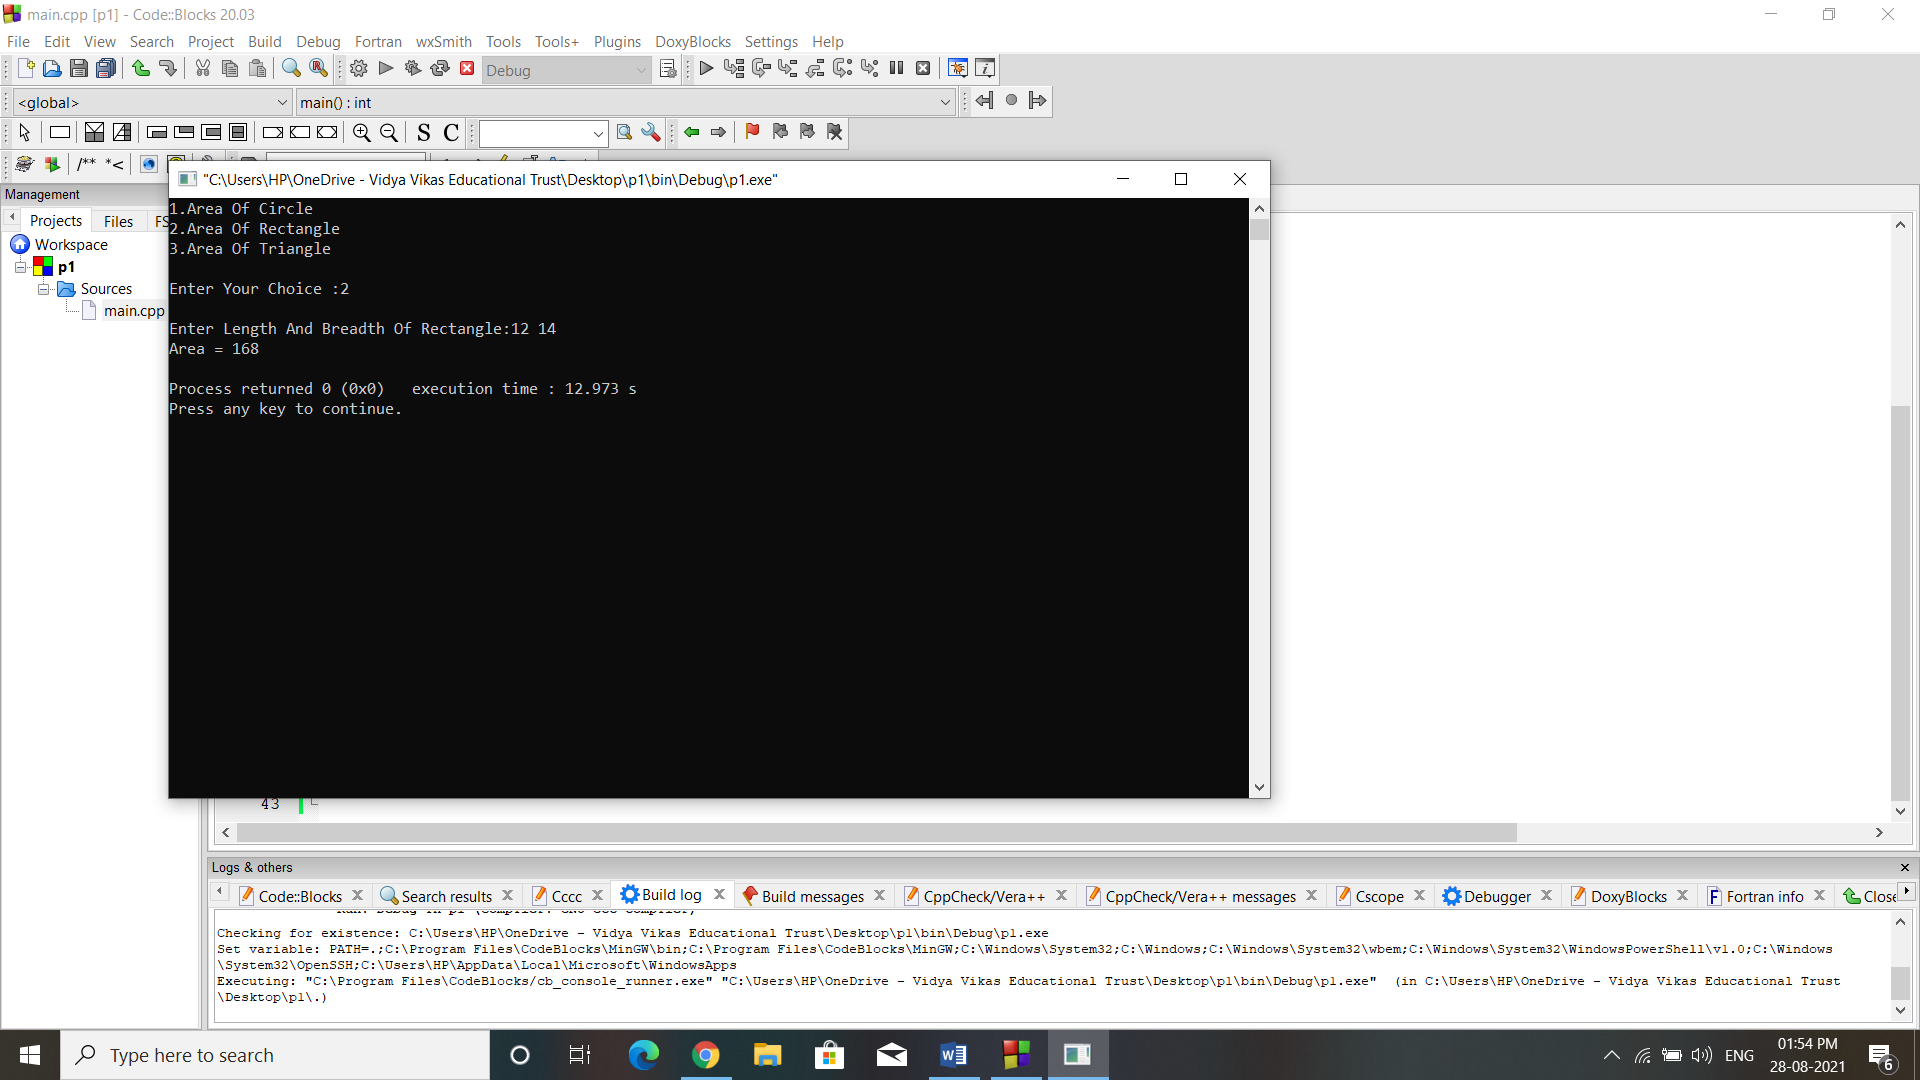 main.cpp [p1] - Code::Blocks 20.03
File Edit View Search Project Build Debug Fortran wxSmith Tools Tools+ Plugins DoxyBlocks Settings Help
Debug
<global> main() : int
S C
/** *<
Management
"C:\Users\HP\OneDrive - Vidya Vikas Educational Trust\Desktop\p1\bin\Debug\p1.exe"
Projects Files FS
Workspace
p1
Sources
main.cpp
1.Area Of Circle
2.Area Of Rectangle
3.Area Of Triangle
Enter Your Choice :2
Enter Length And Breadth Of Rectangle:12 14
Area = 168
Process returned 0 (0x0)   execution time : 12.973 s
Press any key to continue.
43
Logs & others
Code::Blocks Search results Cccc Build log Build messages CppCheck/Vera++ CppCheck/Vera++ messages Cscope Debugger DoxyBlocks Fortran info Close
Checking for existence: C:\Users\HP\OneDrive - Vidya Vikas Educational Trust\Desktop\p1\bin\Debug\p1.exe
Set variable: PATH=.;C:\Program Files\CodeBlocks\MinGW\bin;C:\Program Files\CodeBlocks\MinGW;C:\Windows\System32;C:\Windows;C:\Windows\System32\wbem;C:\Windows\System32\WindowsPowerShell\v1.0;C:\Windows
\System32\OpenSSH;C:\Users\HP\AppData\Local\Microsoft\WindowsApps
Executing: "C:\Program Files\CodeBlocks/cb_console_runner.exe" "C:\Users\HP\OneDrive - Vidya Vikas Educational Trust\Desktop\p1\bin\Debug\p1.exe"  (in C:\Users\HP\OneDrive - Vidya Vikas Educational Trust
\Desktop\p1\.)
Type here to search
ENG
01:54 PM
28-08-2021
6